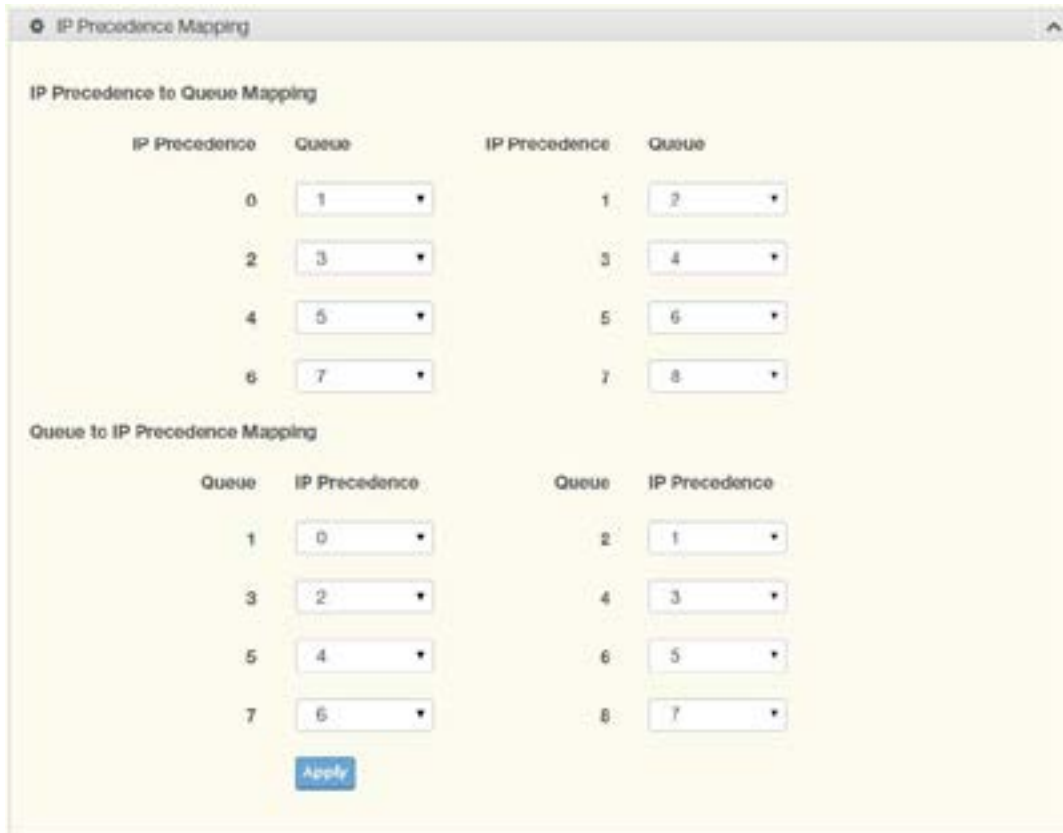 IP Precedence Mapping
IP Precedence to Queue Mapping
IP Precedence Queue IP Precedence Queue
0 1 1 2
2 3 3 4
4 5 5 6
6 7 7 8
Queue to IP Precedence Mapping
Queue IP Precedence Queue IP Precedence
1 0 2 1
3 2 4 3
5 4 6 5
7 6 8 7
Apply